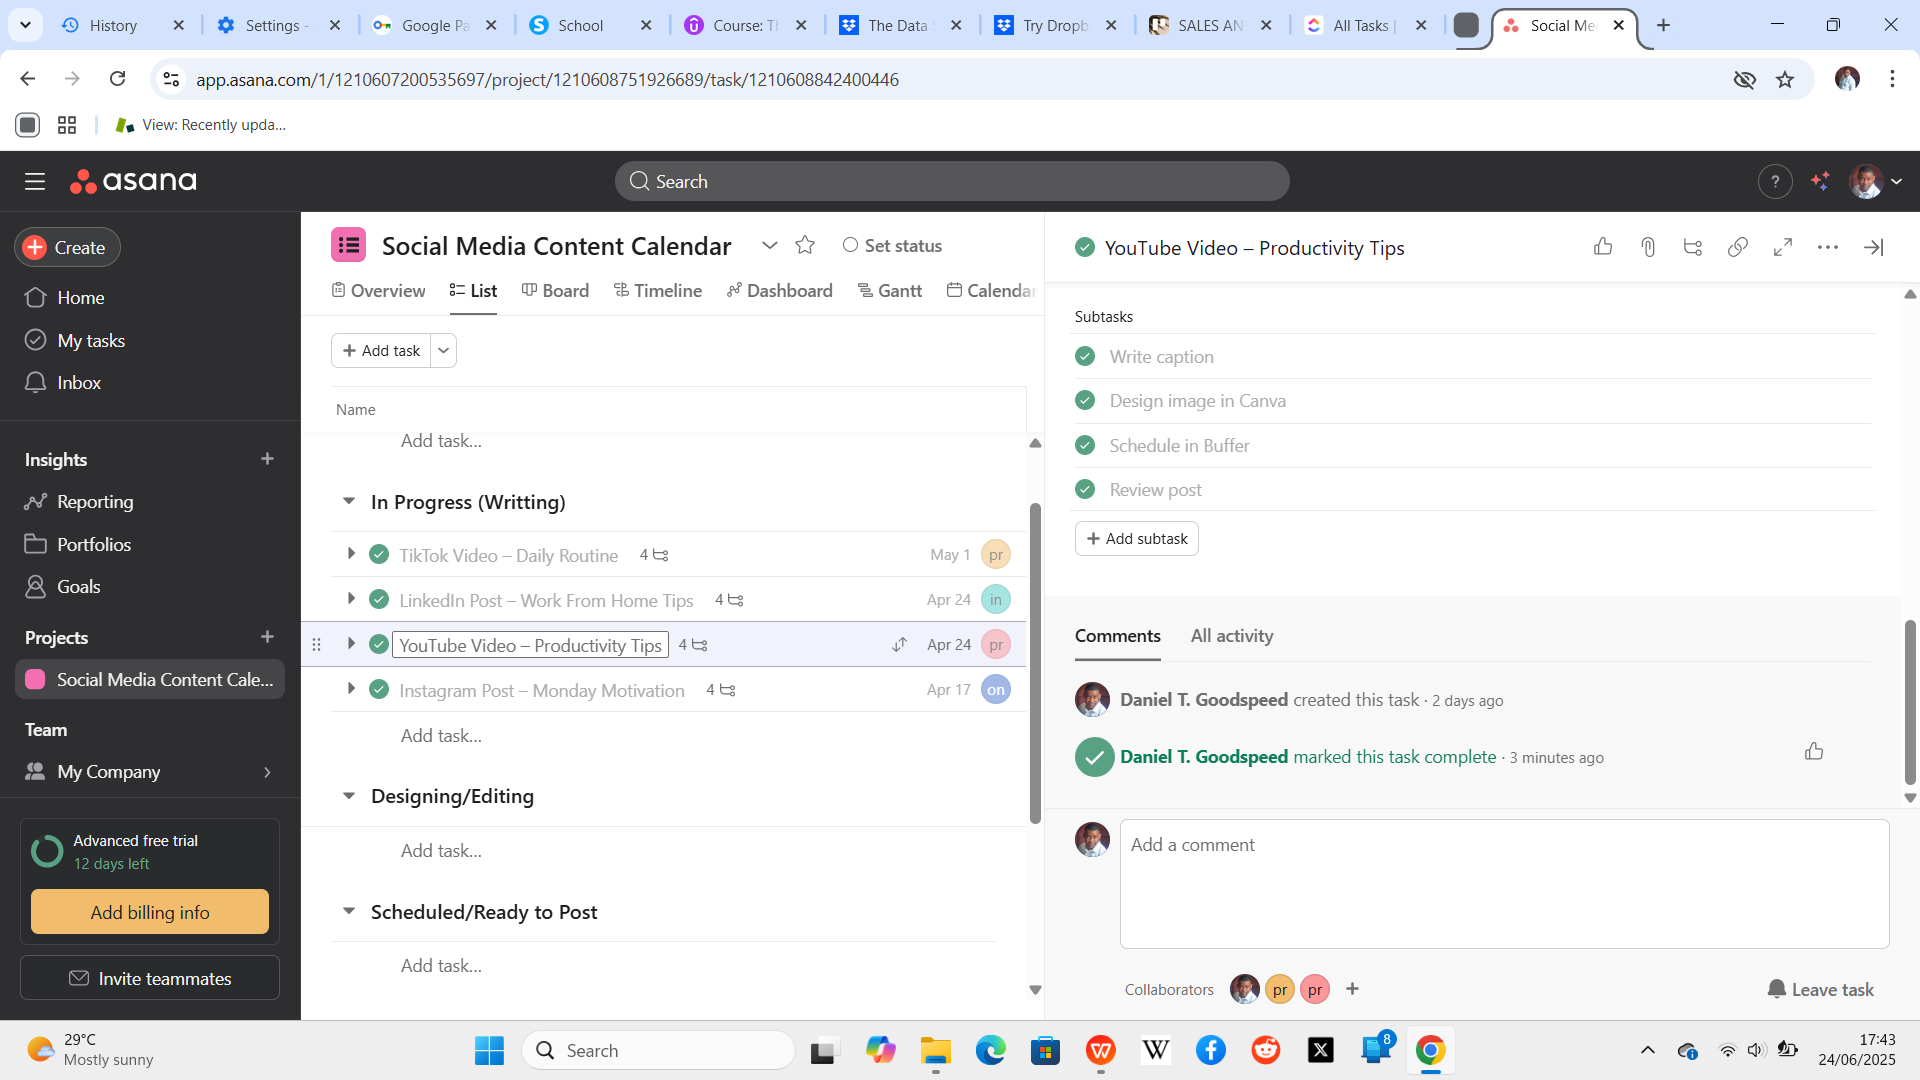 History
Settings -
Google Pa
School
Course: Th
The Data S
Try Dropb
SALES AN
All Tasks |
Social Me
app.asana.com/1/1210607200535697/project/1210608751926689/task/1210608842400446
View: Recently upda...
asana
Search
?
Create
Home
My tasks
Inbox
Insights
Reporting
Portfolios
Goals
Projects
Social Media Content Cale...
Team
My Company
Advanced free trial
12 days left
Add billing info
Invite teammates
Social Media Content Calendar
Set status
Overview
List
Board
Timeline
Dashboard
Gantt
Calendar
Add task
Name
Add task...
In Progress (Writting)
TikTok Video – Daily Routine 4 May 1 pr
LinkedIn Post – Work From Home Tips 4 Apr 24 in
YouTube Video – Productivity Tips 4 Apr 24 pr
Instagram Post – Monday Motivation 4 Apr 17 on
Add task...
Designing/Editing
Add task...
Scheduled/Ready to Post
Add task...
YouTube Video – Productivity Tips
Subtasks
Write caption
Design image in Canva
Schedule in Buffer
Review post
Add subtask
Comments
All activity
Daniel T. Goodspeed created this task · 2 days ago
Daniel T. Goodspeed marked this task complete · 3 minutes ago
Add a comment
Collaborators
pr
pr
Leave task
29°C
Mostly sunny
Search
W
X
8
17:43
24/06/2025